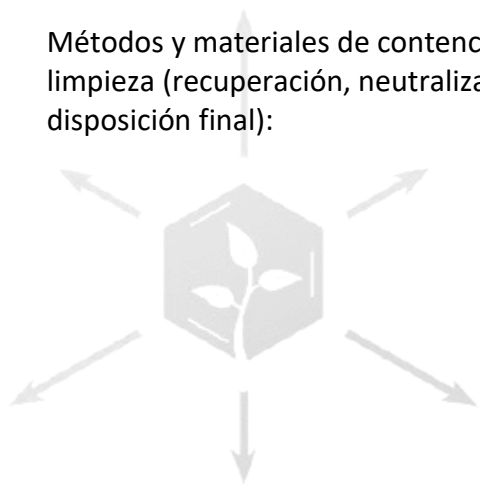 Métodos y materiales de contenc
limpieza (recuperación, neutraliza
disposición final):